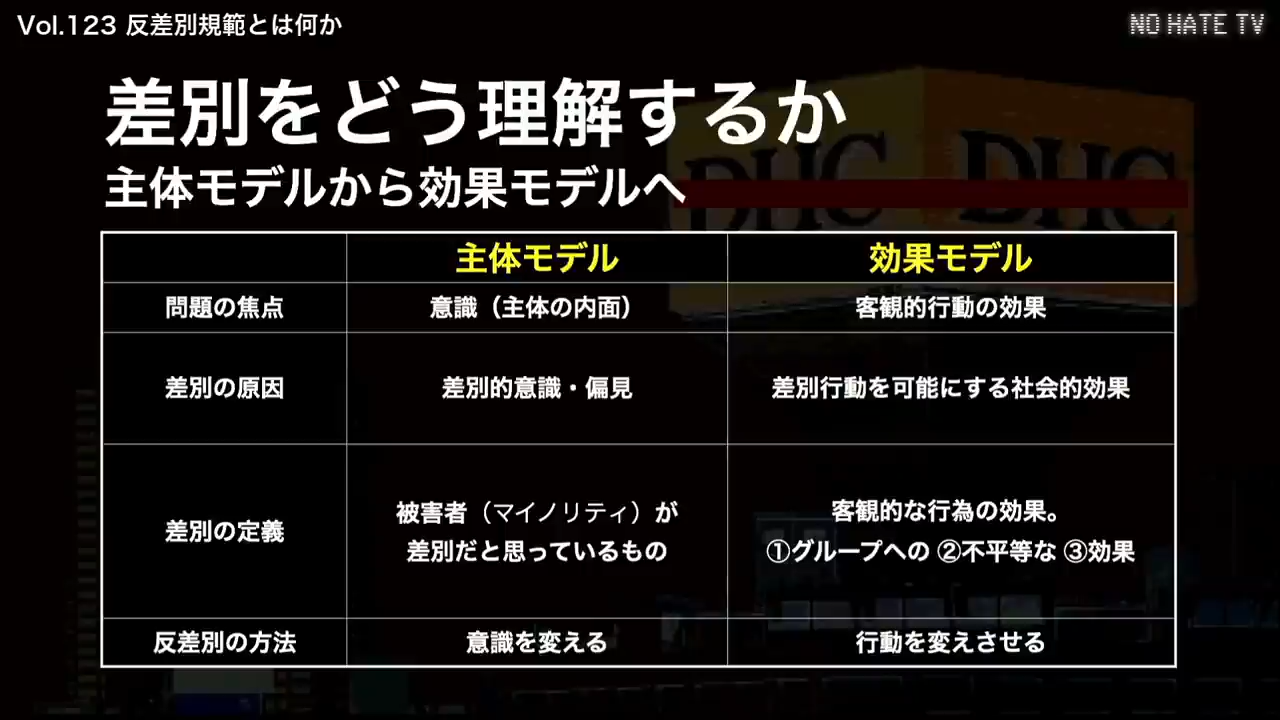 Vol.123 反差別規範とは何か
NO HATE TV
差別をどう理解するか
主体モデルから効果モデルへ
DHC DHC
主体モデル 効果モデル
問題の焦点 意識（主体の内面） 客観的行動の効果
差別の原因 差別的意識・偏見 差別行動を可能にする社会的効果
差別の定義
被害者（マイノリティ）が
差別だと思っているもの
客観的な行為の効果。
①グループへの ②不平等な ③効果
反差別の方法 意識を変える 行動を変えさせる